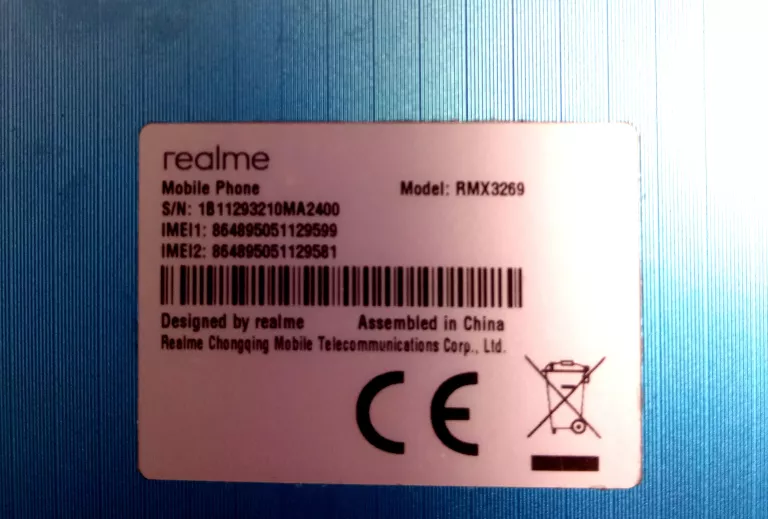 realme
Mobile Phone Model: RMX3269
S/N: 1B11293210MA2400
IMEI1: 864895051129599
IMEI2: 864895051129581
Designed by realme Assembled in China
Realme Chongqing Mobile Telecommunications Corp., Ltd.
CE